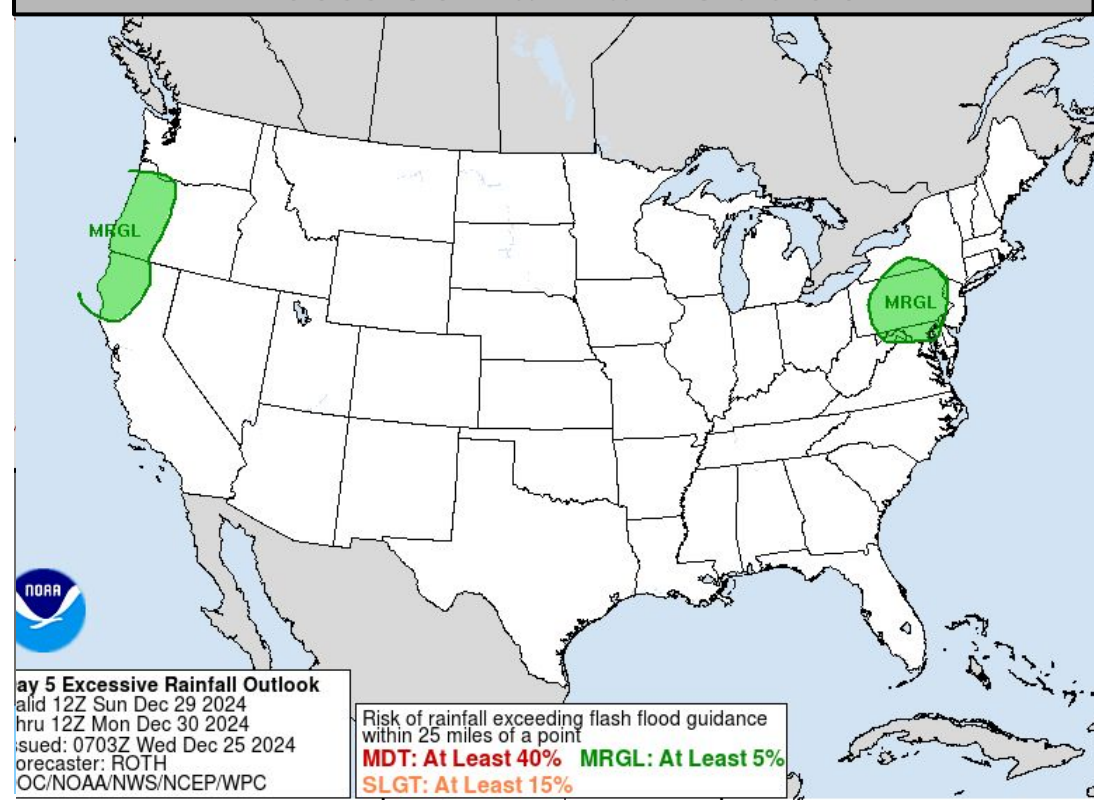 MRGL
MRGL
NOAA
ay 5 Excessive Rainfall Outlook
alid 12Z Sun Dec 29 2024
hru 12Z Mon Dec 30 2024
ssued: 0703Z Wed Dec 25 2024
orecaster: ROTH
OC/NOAA/NWS/NCEP/WPC
Risk of rainfall exceeding flash flood guidance
within 25 miles of a point
MDT: At Least 40% MRGL: At Least 5%
SLGT: At Least 15%